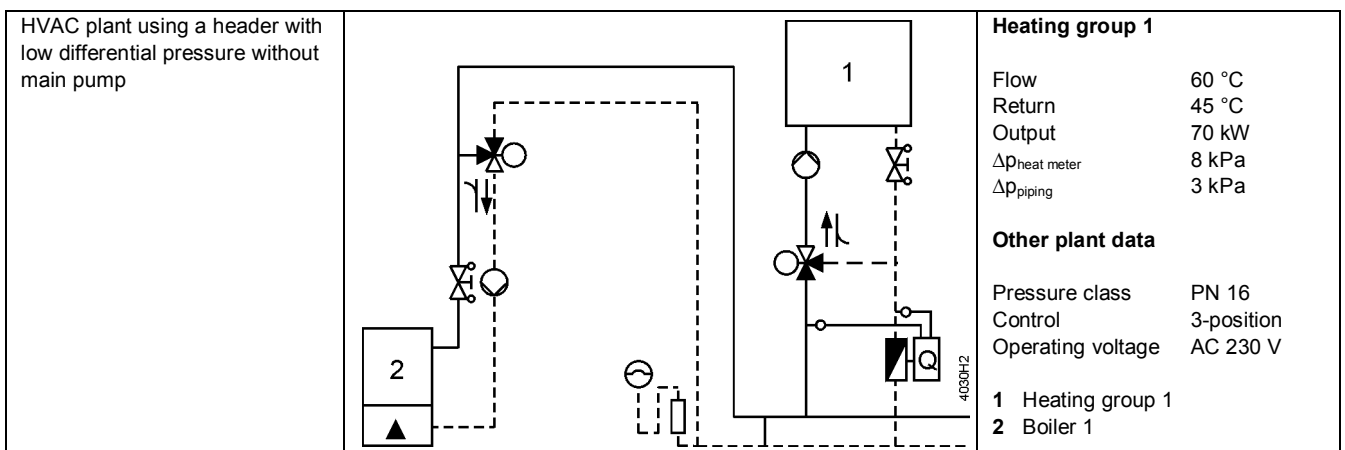 HVAC plant using a header with
low differential pressure without
main pump
1
2
Q
4030H2
Heating group 1
Flow 60 °C
Return 45 °C
Output 70 kW
Δpheat meter 8 kPa
Δppiping 3 kPa
Other plant data
Pressure class PN 16
Control 3-position
Operating voltage AC 230 V
1 Heating group 1
2 Boiler 1